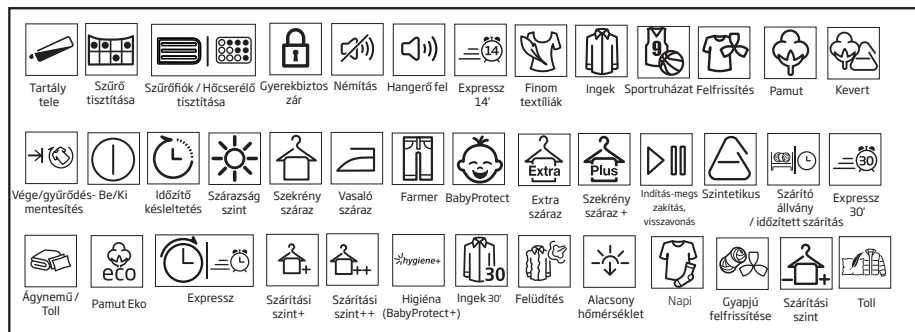 14
9
Tartály tele
Szűrő tisztítása
Szűrőfiók / Hőcserélő tisztítása
Gyerekbiztos zár
Némítás
Hangerő fel
Expressz 14'
Finom textíliák
Ingek
Sportruházat
Felfrissítés
Pamut
Kevert
Extra
Plus
30
Vége/gyűrődés-mentesítés
Be/Ki
Időzítő késleltetés
Szárazság szint
Szekrény száraz
Vasaló száraz
Farmer
BabyProtect
Extra száraz
Szekrény száraz +
Indítás-megs zakítás, visszavonás
Szintetikus
Szárító állvány / időzített szárítás
Expressz 30'
eco
hygiene+
30
Ágynemű / Toll
Pamut Eko
Expressz
Szárítási szint+
Szárítási szint++
Higiéna (BabyProtect+)
Ingek 30'
Felüdítés
Alacsony hőmérséklet
Napi
Gyapjú felfrissítése
Szárítási szint
Toll